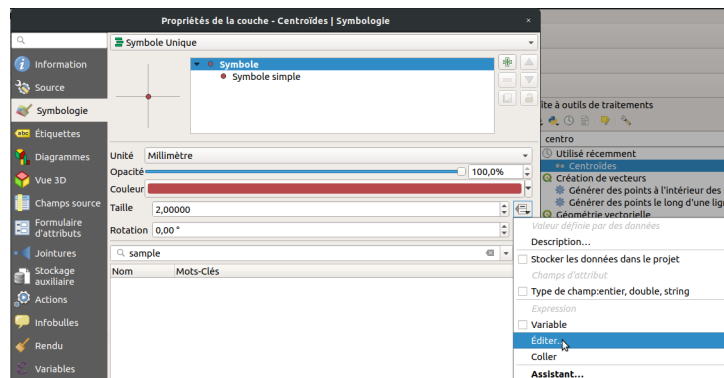 Propriétés de la couche - Centroïdes | Symbologie
Symbole Unique
Information
Source
Symbologie
Étiquettes
Diagrammes
Vue 3D
Champs source
Formulaire
d'attributs
Jointures
Stockage
auxiliaire
Actions
Infobulles
Rendu
Variables
Symbole
Symbole simple
Unité Millimètre
Opacité 100,0%
Couleur
Taille 2,00000
Rotation 0,00 °
sample
Nom Mots-Clés
îte à outils de traitements
centro
Utilisé récemment
Centroïdes
Création de vecteurs
Générer des points à l'intérieur des
Générer des points le long d'une lign
Géométrie vectorielle
Valeur définie par des données
Description...
Stocker les données dans le projet
Champs d'attribut
Type de champ:entier, double, string
Expression
Variable
Éditer...
Coller
Assistant...